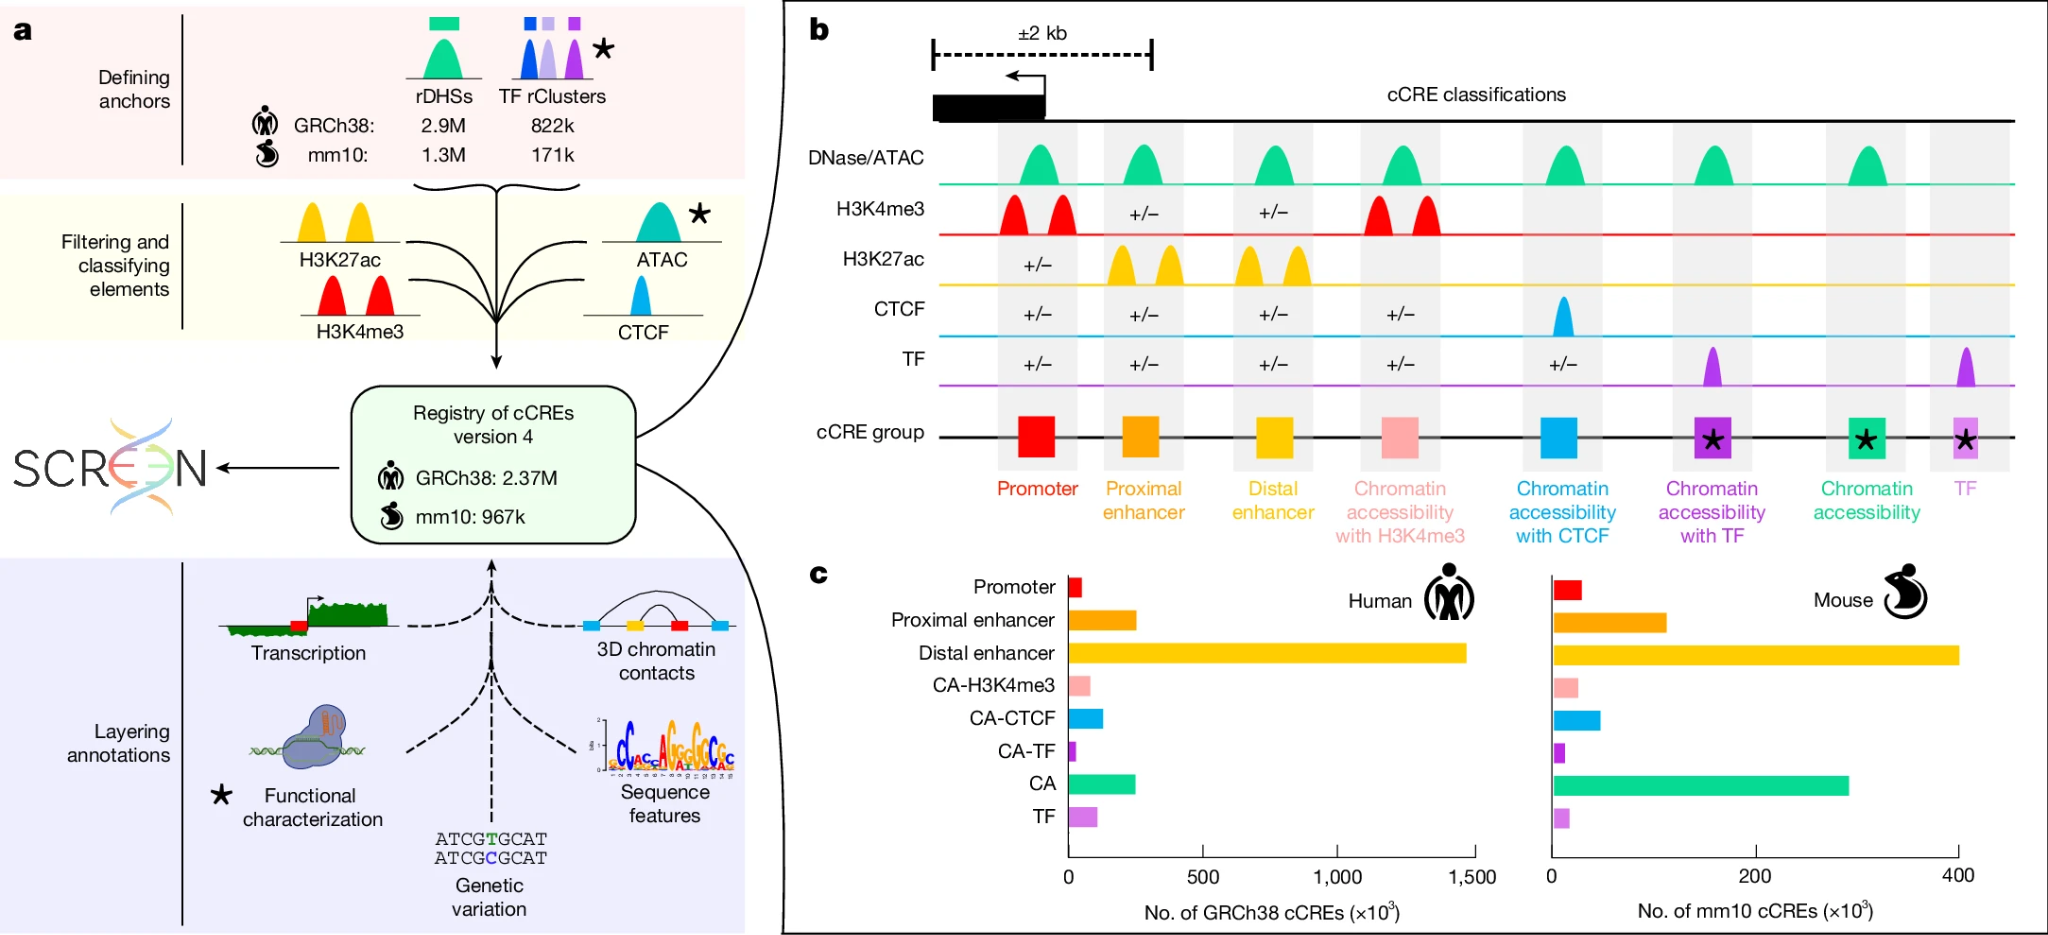 a
Defining
anchors
rDHSs
TF rClusters
GRCh38:
2.9M
822k
mm10:
1.3M
171k
Filtering and
classifying
elements
H3K27ac
ATAC
H3K4me3
CTCF
Registry of cCREs
version 4
GRCh38: 2.37M
mm10: 967k
SCREEN
Layering
annotations
Transcription
3D chromatin
contacts
Functional
characterization
Sequence
features
ATCGTGCAT
ATCGCGCAT
Genetic
variation
b
±2 kb
cCRE classifications
DNase/ATAC
H3K4me3
+/–
+/–
H3K27ac
+/–
CTCF
+/–
+/–
+/–
+/–
TF
+/–
+/–
+/–
+/–
+/–
cCRE group
Promoter
Proximal
enhancer
Distal
enhancer
Chromatin
accessibility
with H3K4me3
Chromatin
accessibility
with CTCF
Chromatin
accessibility
with TF
Chromatin
accessibility
TF
c
Promoter
Proximal enhancer
Distal enhancer
CA-H3K4me3
CA-CTCF
CA-TF
CA
TF
Human
0
500
1,000
1,500
No. of GRCh38 cCREs (×10³)
Mouse
0
200
400
No. of mm10 cCREs (×10³)